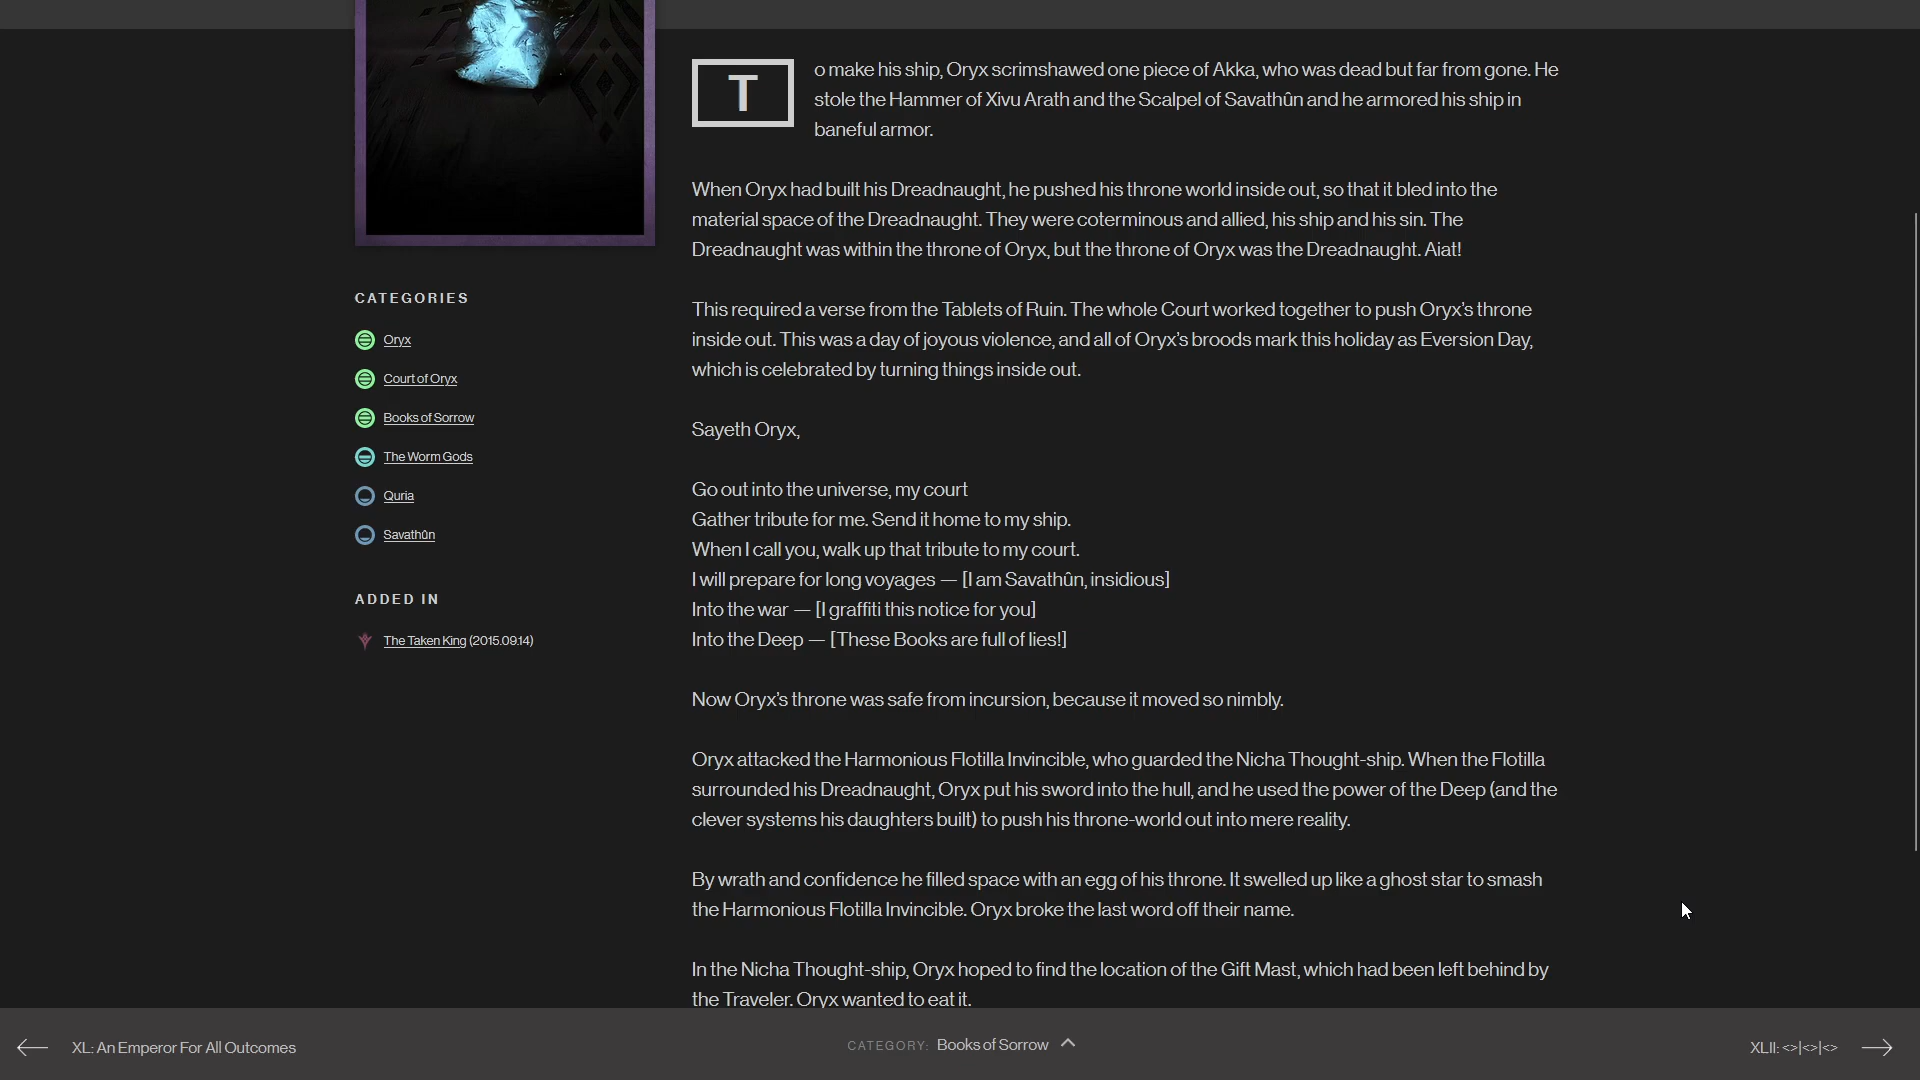 To make his ship, Oryx scrimshawed one piece of Akka, who was dead but far from gone. He
stole the Hammer of Xivu Arath and the Scalpel of Savathûn and he armored his ship in
baneful armor.
When Oryx had built his Dreadnaught, he pushed his throne world inside out, so that it bled into the
material space of the Dreadnaught. They were coterminous and allied, his ship and his sin. The
Dreadnaught was within the throne of Oryx, but the throne of Oryx was the Dreadnaught. Aiat!
This required a verse from the Tablets of Ruin. The whole Court worked together to push Oryx’s throne
inside out. This was a day of joyous violence, and all of Oryx’s broods mark this holiday as Eversion Day,
which is celebrated by turning things inside out.
Sayeth Oryx,
Go out into the universe, my court
Gather tribute for me. Send it home to my ship.
When I call you, walk up that tribute to my court.
I will prepare for long voyages — [I am Savathûn, insidious]
Into the war — [I graffiti this notice for you]
Into the Deep — [These Books are full of lies!]
Now Oryx’s throne was safe from incursion, because it moved so nimbly.
Oryx attacked the Harmonious Flotilla Invincible, who guarded the Nicha Thought-ship. When the Flotilla
surrounded his Dreadnaught, Oryx put his sword into the hull, and he used the power of the Deep (and the
clever systems his daughters built) to push his throne-world out into mere reality.
By wrath and confidence he filled space with an egg of his throne. It swelled up like a ghost star to smash
the Harmonious Flotilla Invincible. Oryx broke the last word off their name.
In the Nicha Thought-ship, Oryx hoped to find the location of the Gift Mast, which had been left behind by
the Traveler. Oryx wanted to eat it.
CATEGORIES
Oryx
Court of Oryx
Books of Sorrow
The Worm Gods
Quria
Savathûn
ADDED IN
The Taken King (2015.09.14)
XL: An Emperor For All Outcomes
CATEGORY: Books of Sorrow
XLII: <>|<>|<>